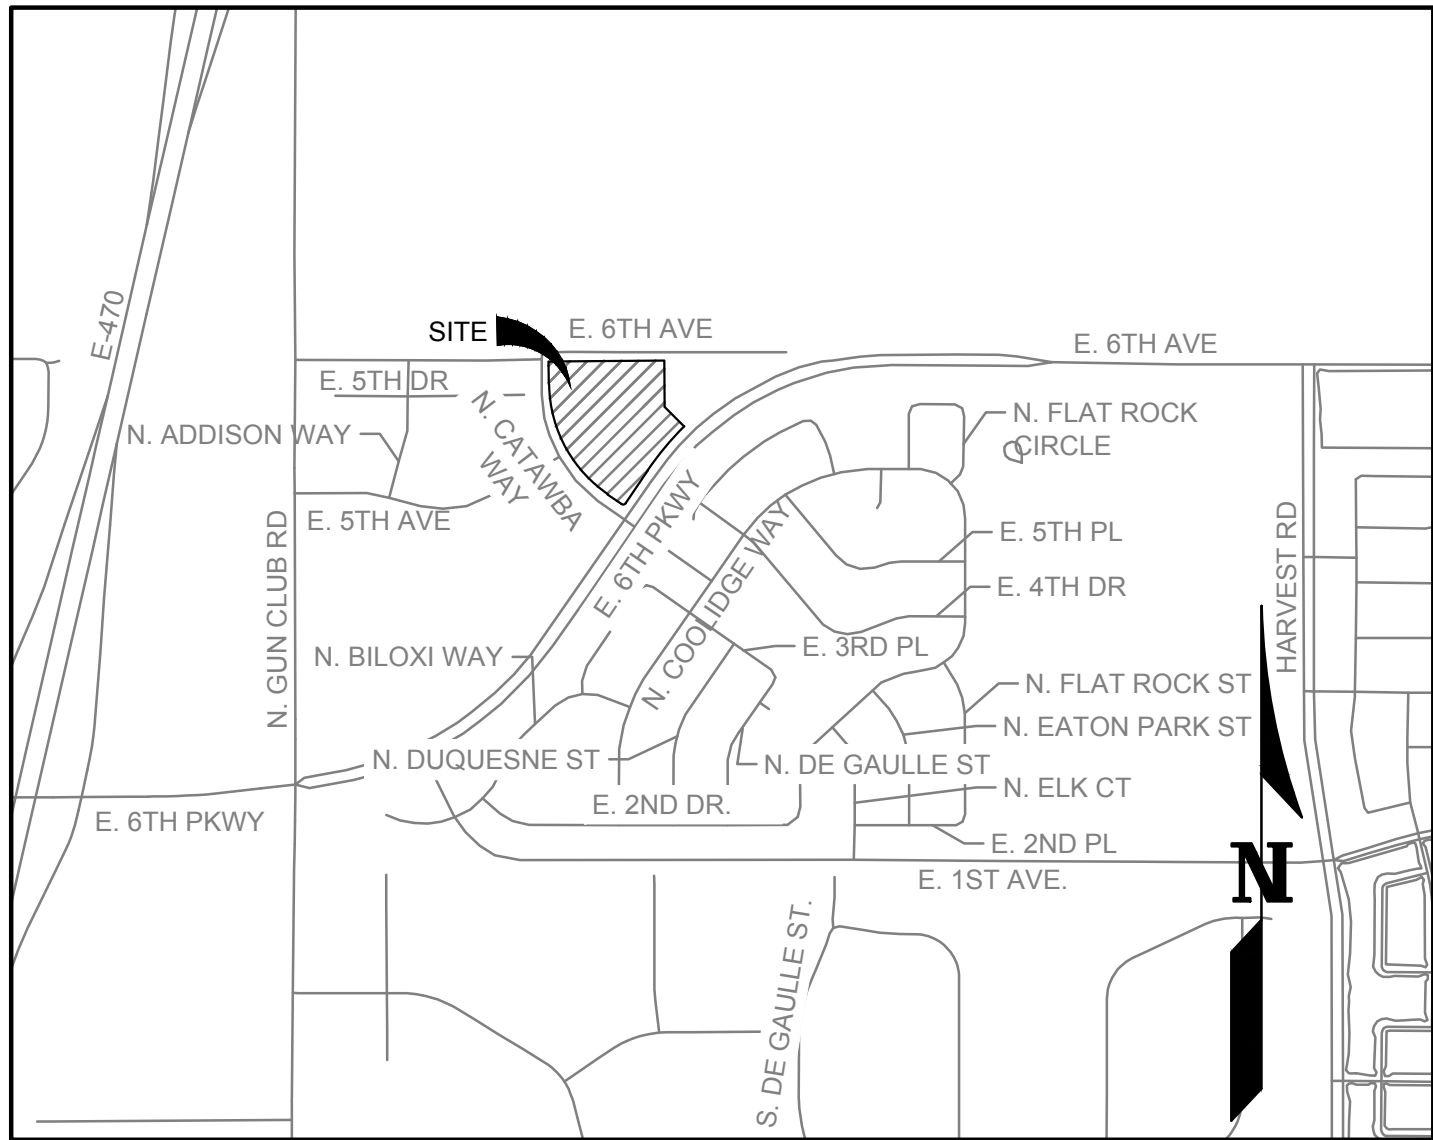 E-470
SITE
E. 6TH AVE
E. 6TH AVE
E. 5TH DR
N. FLAT ROCK
CIRCLE
N. ADDISON WAY
N. CATAWBA
WAY
E. 5TH AVE
N. GUN CLUB RD
E. 6TH PKWY
N. COOLIDGE WAY
E. 5TH PL
E. 4TH DR
HARVEST RD
N. BILOXI WAY
E. 3RD PL
N. FLAT ROCK ST
N. EATON PARK ST
N. DUQUESNE ST
N. DE GAULLE ST
N. ELK CT
E. 2ND DR.
E. 6TH PKWY
E. 2ND PL
E. 1ST AVE.
N
S. DE GAULLE ST.